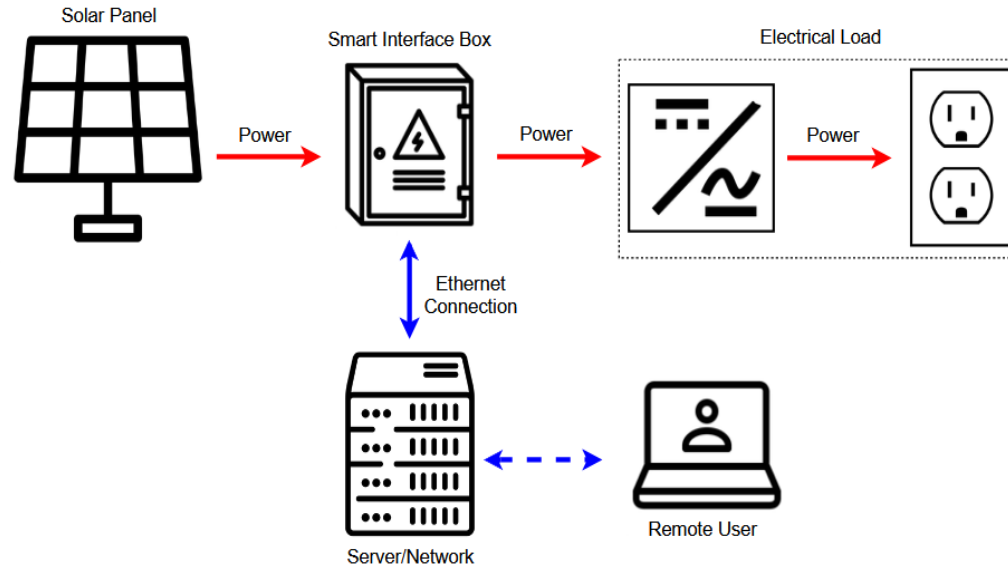 Solar Panel
Smart Interface Box
Electrical Load
Power
Power
Power
Ethernet
Connection
Server/Network
Remote User